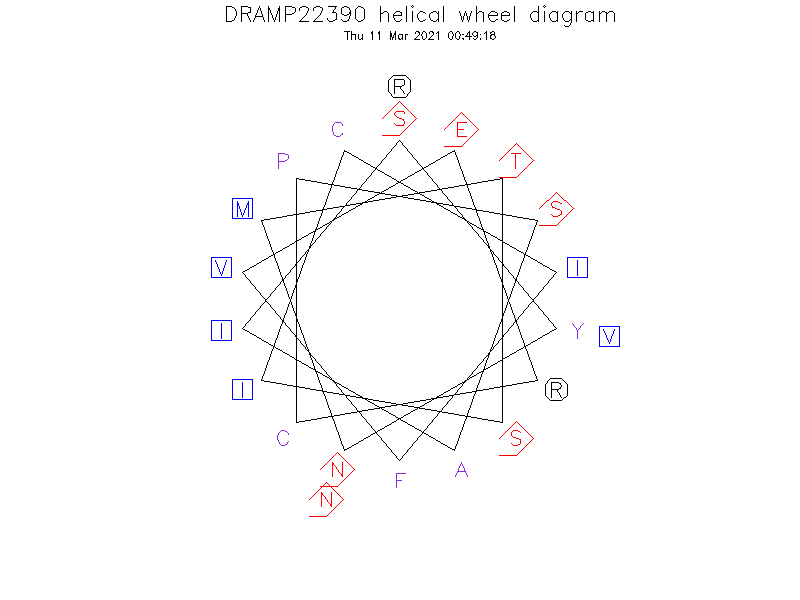 DRAMP22390 helical wheel diagram
Thu 11 Mar 2021 00:49:18
R
S
C
E
P
T
M
S
V
I
I
Y
V
I
R
C
S
N
A
F
N